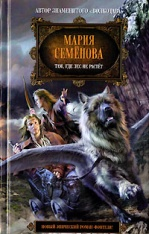 АВТОР ЗНАМЕНИТОГО «ВОЛКОДАВА»
МАРИЯ
СЕМЁНОВА
ТАМ, ГДЕ ЛЕС НЕ РАСТЁТ
НОВЫЙ ЭПИЧЕСКИЙ РОМАН-ФЭНТЕЗИ!